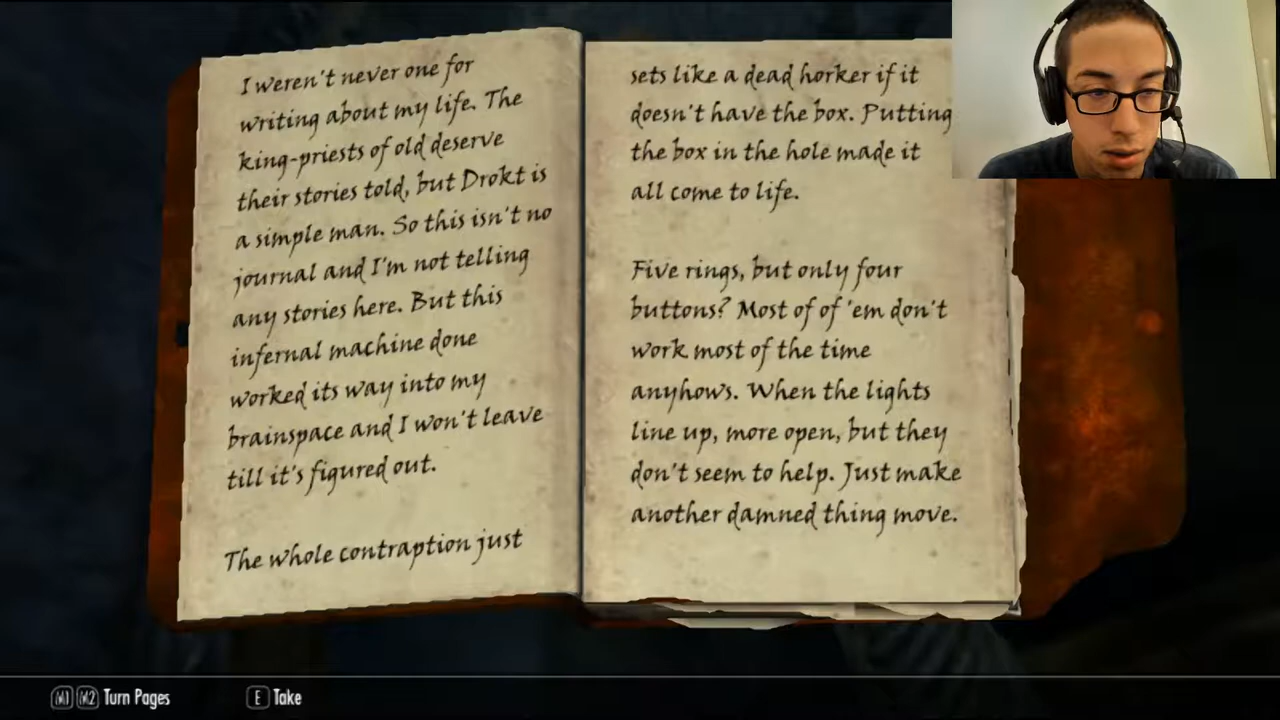 I weren't never one for
writing about my life. The
king-priests of old deserve
their stories told, but Drokt is
a simple man. So this isn't no
journal and I'm not telling
any stories here. But this
infernal machine done
worked its way into my
brainspace and I won't leave
till it's figured out.
The whole contraption just
sets like a dead horker if it
doesn't have the box. Putting
the box in the hole made it
all come to life.
Five rings, but only four
buttons? Most of of 'em don't
work most of the time
anyhows. When the lights
line up, more open, but they
don't seem to help. Just make
another damned thing move.
M1 M2 Turn Pages
E Take